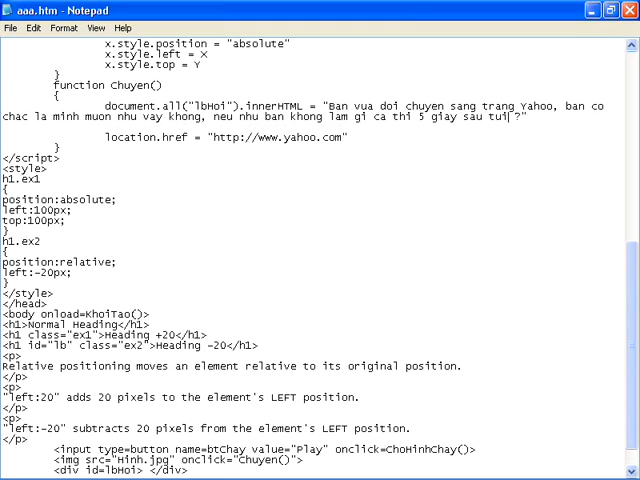 aaa.htm - Notepad
File Edit Format View Help
x.style.position = "absolute"
x.style.left = X
x.style.top = Y
}
function Chuyen()
{
document.all("lbHoi").innerHTML = "Ban vua doi chuyen sang trang Yahoo, ban co
chac la minh muon nhu vay khong, neu nhu ban khong lam gi ca thi 5 giay sau tui ?"
location.href = "http://www.yahoo.com"
}
</script>
<style>
h1.ex1
{
position:absolute;
left:100px;
top:100px;
}
h1.ex2
{
position:relative;
left:-20px;
}
</style>
</head>
<body onload=KhoiTao()>
<h1>Normal Heading</h1>
<h1 class="ex1">Heading +20</h1>
<h1 id="lb" class="ex2">Heading -20</h1>
<p>
Relative positioning moves an element relative to its original position.
</p>
<p>
"left:20" adds 20 pixels to the element's LEFT position.
</p>
<p>
"left:-20" subtracts 20 pixels from the element's LEFT position.
</p>
<input type=button name=btChay value="Play" onclick=ChoHinhChay()>
<img src="Hinh.jpg" onclick="Chuyen()">
<div id=lbHoi> </div>